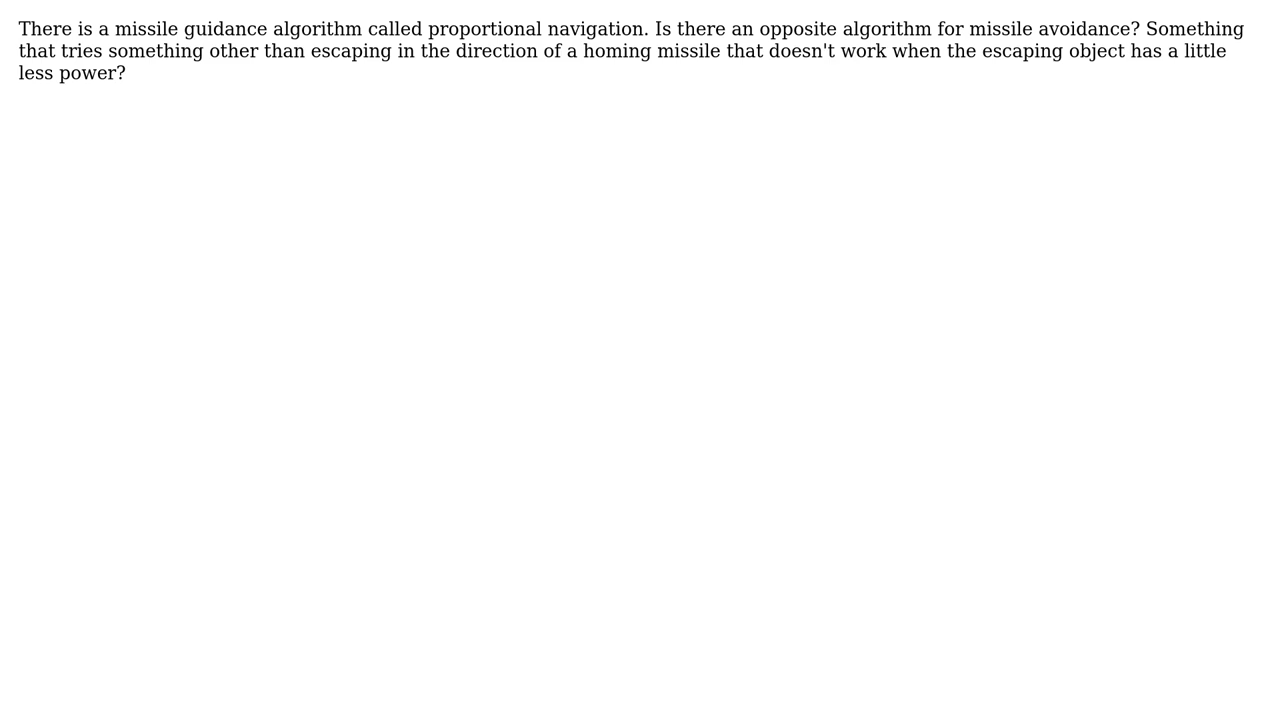 There is a missile guidance algorithm called proportional navigation. Is there an opposite algorithm for missile avoidance? Something
that tries something other than escaping in the direction of a homing missile that doesn't work when the escaping object has a little
less power?